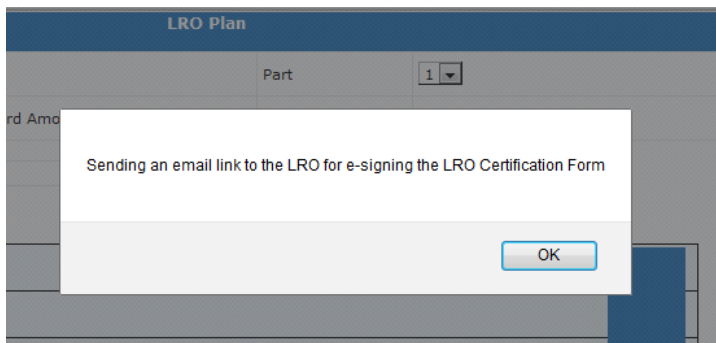 LRO Plan
Part
1
rd Amo
Sending an email link to the LRO for e-signing the LRO Certification Form
OK